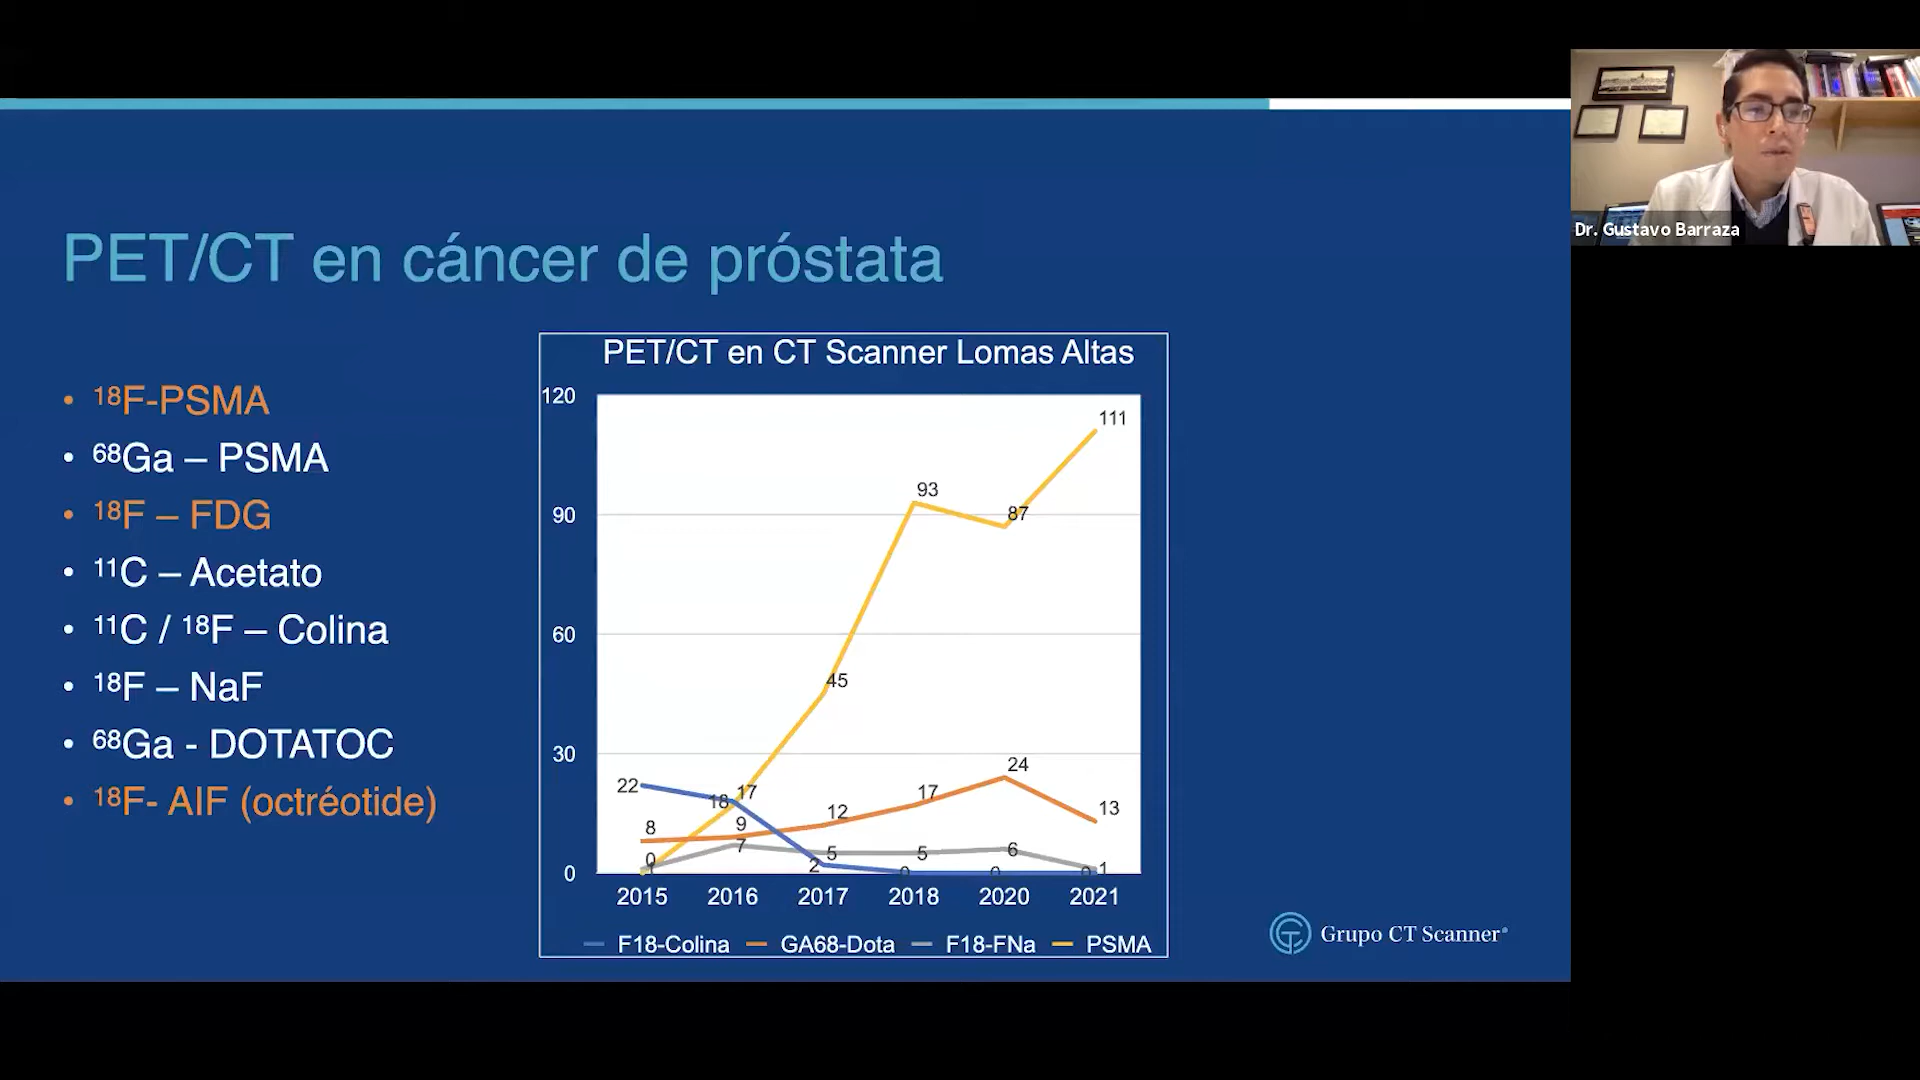 Dr. Gustavo Barraza
PET/CT en cáncer de próstata
• ¹⁸F-PSMA
• ⁶⁸Ga – PSMA
• ¹⁸F – FDG
• ¹¹C – Acetato
• ¹¹C / ¹⁸F – Colina
• ¹⁸F – NaF
• ⁶⁸Ga - DOTATOC
• ¹⁸F- AIF (octréotide)
PET/CT en CT Scanner Lomas Altas
120
90
60
30
0
111
93
87
45
24
22
18 17
17
12
13
8
9
7
5
5
6
0
1
2
0
0
0
1
2015 2016 2017 2018 2020 2021
F18-Colina GA68-Dota F18-FNa PSMA
Grupo CT Scanner®